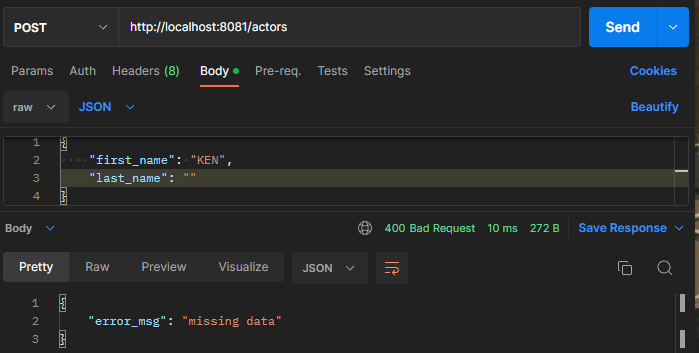 POST http://localhost:8081/actors Send
Params Auth Headers (8) Body Pre-req. Tests Settings Cookies
raw JSON Beautify
1 {
2 "first_name": "KEN",
3 "last_name": ""
4 }
Body 400 Bad Request 10 ms 272 B Save Response
Pretty Raw Preview Visualize JSON
1 {
2 "error_msg": "missing data"
3 }